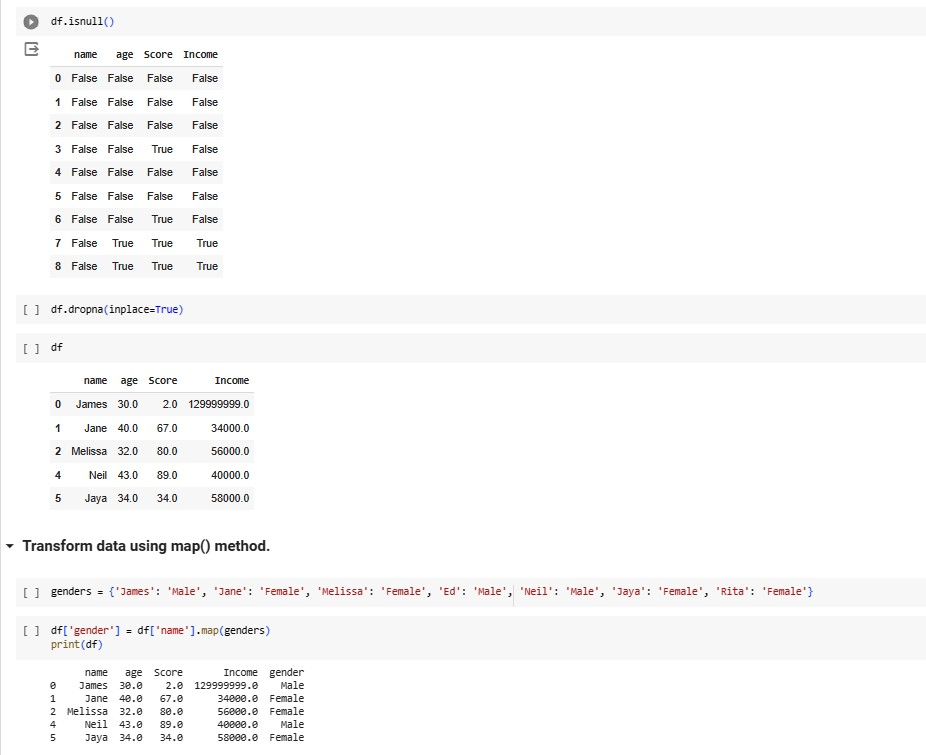 df.isnull()
name age Score Income
0 False False False False
1 False False False False
2 False False False False
3 False False True False
4 False False False False
5 False False False False
6 False False True False
7 False True True True
8 False True True True
[ ] df.dropna(inplace=True)
[ ] df
name age Score Income
0 James 30.0 2.0 129999999.0
1 Jane 40.0 67.0 34000.0
2 Melissa 32.0 80.0 56000.0
4 Neil 43.0 89.0 40000.0
5 Jaya 34.0 34.0 58000.0
Transform data using map() method.
[ ] genders = {'James': 'Male', 'Jane': 'Female', 'Melissa': 'Female', 'Ed': 'Male', 'Neil': 'Male', 'Jaya': 'Female', 'Rita': 'Female'}
[ ] df['gender'] = df['name'].map(genders)
print(df)
name age Score Income gender
0 James 30.0 2.0 129999999.0 Male
1 Jane 40.0 67.0 34000.0 Female
2 Melissa 32.0 80.0 56000.0 Female
4 Neil 43.0 89.0 40000.0 Male
5 Jaya 34.0 34.0 58000.0 Female